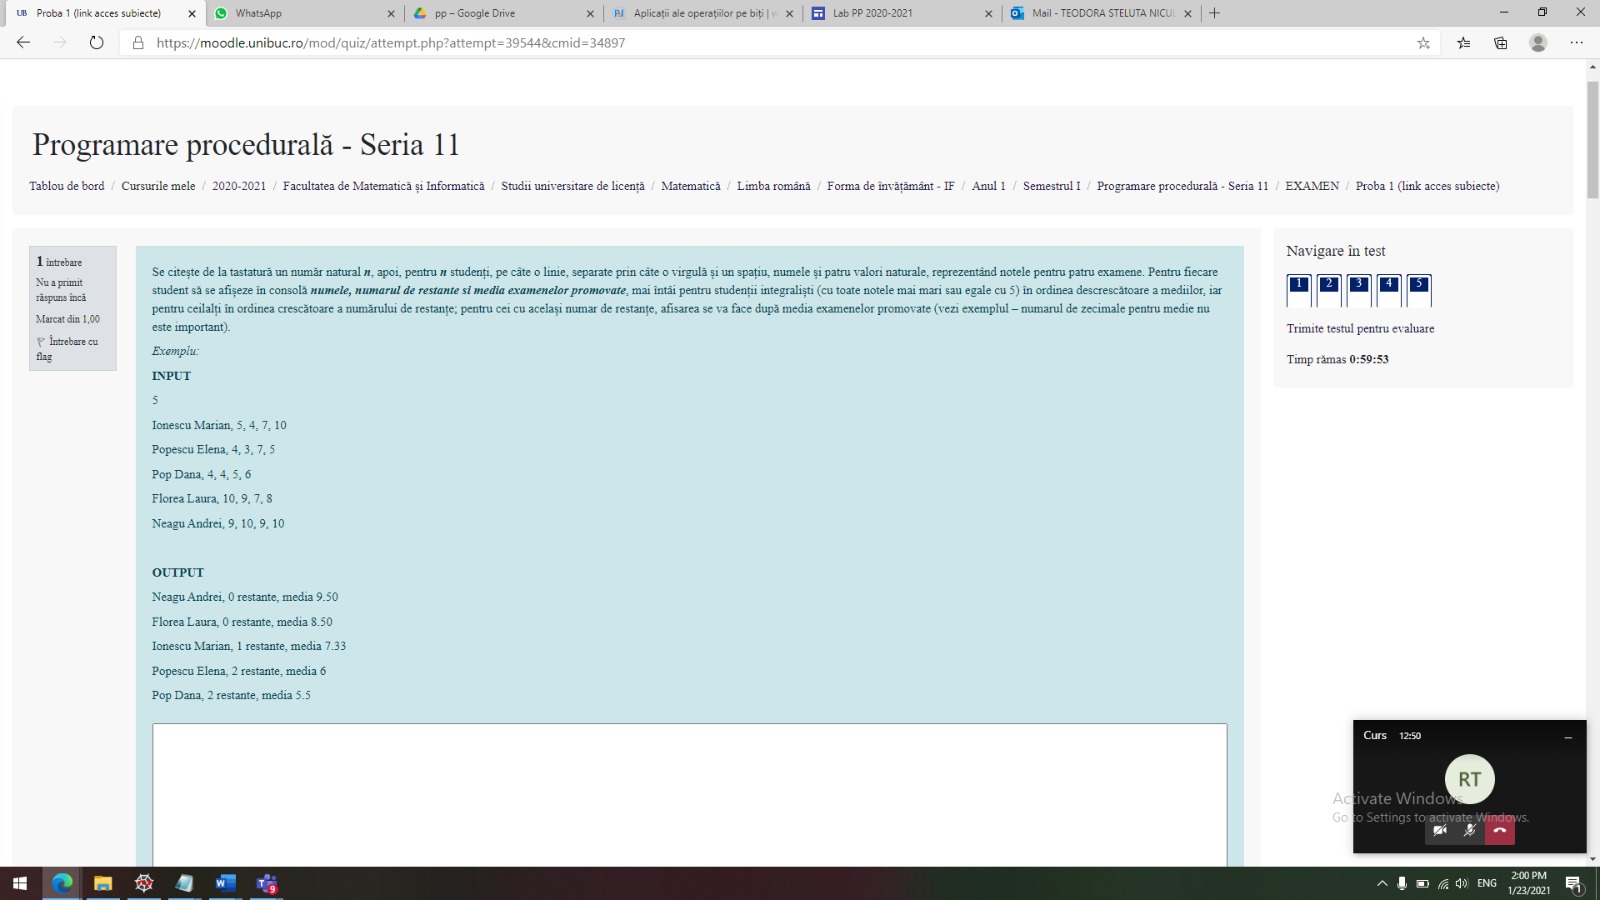 Proba 1 (link acces subiecte)
WhatsApp
pp – Google Drive
Aplicații ale operațiilor pe biți |
Lab PP 2020-2021
Mail - TEODORA STELUTA
https://moodle.unibuc.ro/mod/quiz/attempt.php?attempt=39544&cmid=34897
Programare procedurală - Seria 11
Tablou de bord / Cursurile mele / 2020-2021 / Facultatea de Matematică și Informatică / Studii universitare de licență / Matematică / Limba română / Forma de învățământ - IF / Anul 1 / Semestrul I / Programare procedurală - Seria 11 / EXAMEN / Proba 1 (link acces subiecte)
1 întrebare
Nu a primit
răspuns încă
Marcat din 1,00
Întrebare cu
flag
Se citește de la tastatură un număr natural n, apoi, pentru n studenți, pe câte o linie, separate prin câte o virgulă și un spațiu, numele și patru valori naturale, reprezentând notele pentru patru examene. Pentru fiecare
student să se afișeze în consolă numele, numarul de restante si media examenelor promovate, mai întâi pentru studenții integraliști (cu toate notele mai mari sau egale cu 5) în ordinea descrescătoare a mediilor, iar
pentru ceilalți în ordinea crescătoare a numărului de restanțe; pentru cei cu același numar de restanțe, afisarea se va face după media examenelor promovate (vezi exemplul – numarul de zecimale pentru medie nu
este important).
Exemplu:
INPUT
5
Ionescu Marian, 5, 4, 7, 10
Popescu Elena, 4, 3, 7, 5
Pop Dana, 4, 4, 5, 6
Florea Laura, 10, 9, 7, 8
Neagu Andrei, 9, 10, 9, 10
OUTPUT
Neagu Andrei, 0 restante, media 9.50
Florea Laura, 0 restante, media 8.50
Ionescu Marian, 1 restante, media 7.33
Popescu Elena, 2 restante, media 6
Pop Dana, 2 restante, media 5.5
Navigare în test
1 2 3 4 5
Trimite testul pentru evaluare
Timp rămas 0:59:53
Curs 12:50
RT
Activate Windows
Go to Settings to activate Windows.
ENG
2:00 PM
1/23/2021